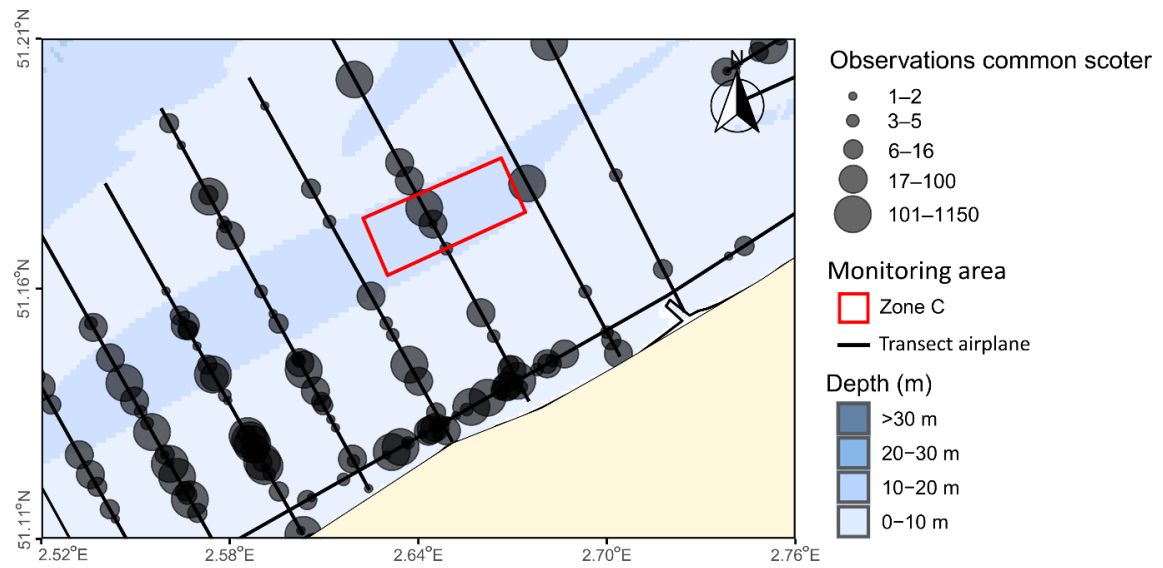 51.21°N
51.16°N
51.11°N
2.52°E
2.58°E
2.64°E
2.70°E
2.76°E
N
Observations common scoter
1–2
3–5
6–16
17–100
101–1150
Monitoring area
Zone C
Transect airplane
Depth (m)
>30 m
20−30 m
10−20 m
0−10 m